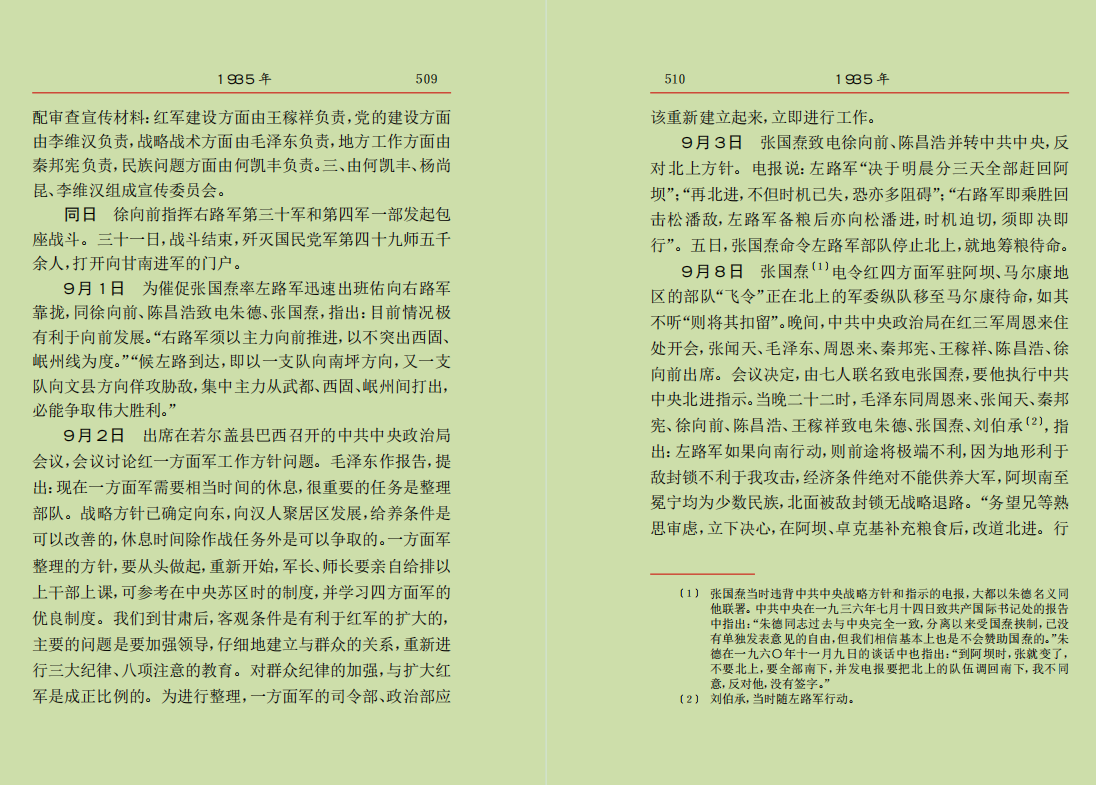 1935年 509
配审查宣传材料:红军建设方面由王稼祥负责,党的建设方面
由李维汉负责,战略战术方面由毛泽东负责,地方工作方面由
秦邦宪负责,民族问题方面由何凯丰负责。三、由何凯丰、杨尚
昆、李维汉组成宣传委员会。
同日 徐向前指挥右路军第三十军和第四军一部发起包
座战斗。三十一日,战斗结束,歼灭国民党军第四十九师五千
余人,打开向甘南进军的门户。
9月1日 为催促张国焘率左路军迅速出班佑向右路军
靠拢,同徐向前、陈昌浩致电朱德、张国焘,指出:目前情况极
有利于向前发展。“右路军须以主力向前推进,以不突出西固、
岷州线为度。”“候左路到达,即以一支队向南坪方向,又一支
队向文县方向佯攻胁敌,集中主力从武都、西固、岷州间打出,
必能争取伟大胜利。”
9月2日 出席在若尔盖县巴西召开的中共中央政治局
会议,会议讨论红一方面军工作方针问题。毛泽东作报告,提
出:现在一方面军需要相当时间的休息,很重要的任务是整理
部队。战略方针已确定向东,向汉人聚居区发展,给养条件是
可以改善的,休息时间除作战任务外是可以争取的。一方面军
整理的方针,要从头做起,重新开始,军长、师长要亲自给排以
上干部上课,可参考在中央苏区时的制度,并学习四方面军的
优良制度。我们到甘肃后,客观条件是有利于红军的扩大的,
主要的问题是要加强领导,仔细地建立与群众的关系,重新进
行三大纪律、八项注意的教育。对群众纪律的加强,与扩大红
军是成正比例的。为进行整理,一方面军的司令部、政治部应
510 1935年
该重新建立起来,立即进行工作。
9月3日 张国焘致电徐向前、陈昌浩并转中共中央,反
对北上方针。电报说:左路军“决于明晨分三天全部赶回阿
坝”;“再北进,不但时机已失,恐亦多阻碍”;“右路军即乘胜回
击松潘敌,左路军备粮后亦向松潘进,时机迫切,须即决即
行”。五日,张国焘命令左路军部队停止北上,就地筹粮待命。
9月8日 张国焘〔1〕电令红四方面军驻阿坝、马尔康地
区的部队“飞令”正在北上的军委纵队移至马尔康待命,如其
不听“则将其扣留”。晚间,中共中央政治局在红三军周恩来住
处开会,张闻天、毛泽东、周恩来、秦邦宪、王稼祥、陈昌浩、徐
向前出席。会议决定,由七人联名致电张国焘,要他执行中共
中央北进指示。当晚二十二时,毛泽东同周恩来、张闻天、秦邦
宪、徐向前、陈昌浩、王稼祥致电朱德、张国焘、刘伯承〔2〕,指
出:左路军如果向南行动,则前途将极端不利,因为地形利于
敌封锁不利于我攻击,经济条件绝对不能供养大军,阿坝南至
冕宁均为少数民族,北面被敌封锁无战略退路。“务望兄等熟
思审虑,立下决心,在阿坝、卓克基补充粮食后,改道北进。行
〔1〕 张国焘当时违背中共中央战略方针和指示的电报,大都以朱德名义同
他联署。中共中央在一九三六年七月十四日致共产国际书记处的报告
中指出:“朱德同志过去与中央完全一致,分离以来受国焘挟制,已没
有单独发表意见的自由,但我们相信基本上也是不会赞助国焘的。”朱
德在一九六〇年十一月九日的谈话中也指出:“到阿坝时,张就变了,
不要北上,要全部南下,并发电报要把北上的队伍调回南下,我不同
意,反对他,没有签字。”
〔2〕 刘伯承,当时随左路军行动。